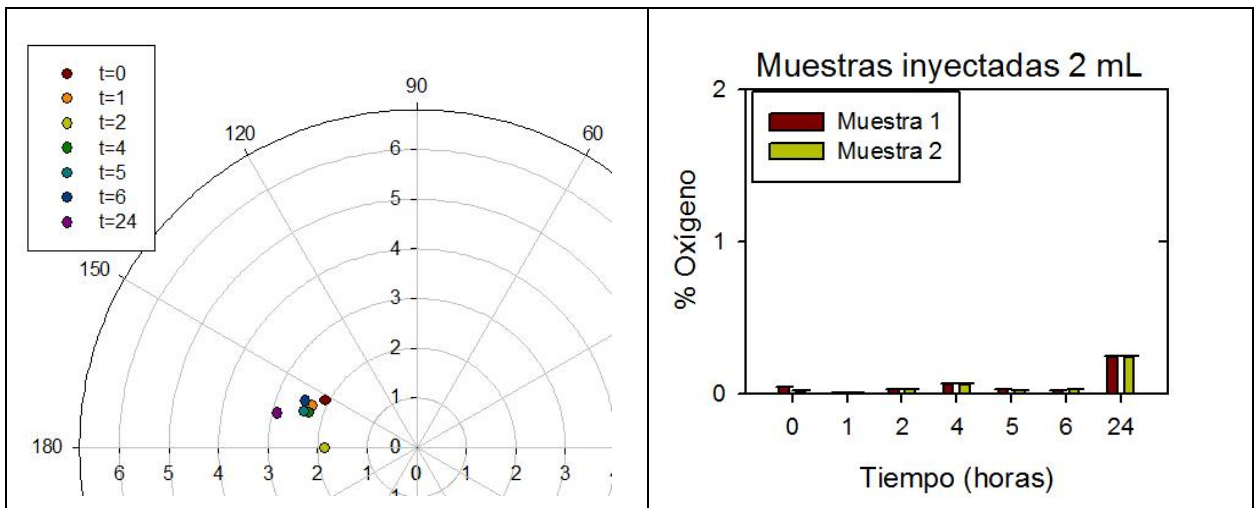 t=0
t=1
t=2
t=4
t=5
t=6
t=24
90
120
60
150
180
6
5
4
3
2
1
0
6 5 4 3 2 1 0 1 2 3
Muestras inyectadas 2 mL
Muestra 1
Muestra 2
% Oxígeno
2
1
0
0 1 2 4 5 6 24
Tiempo (horas)